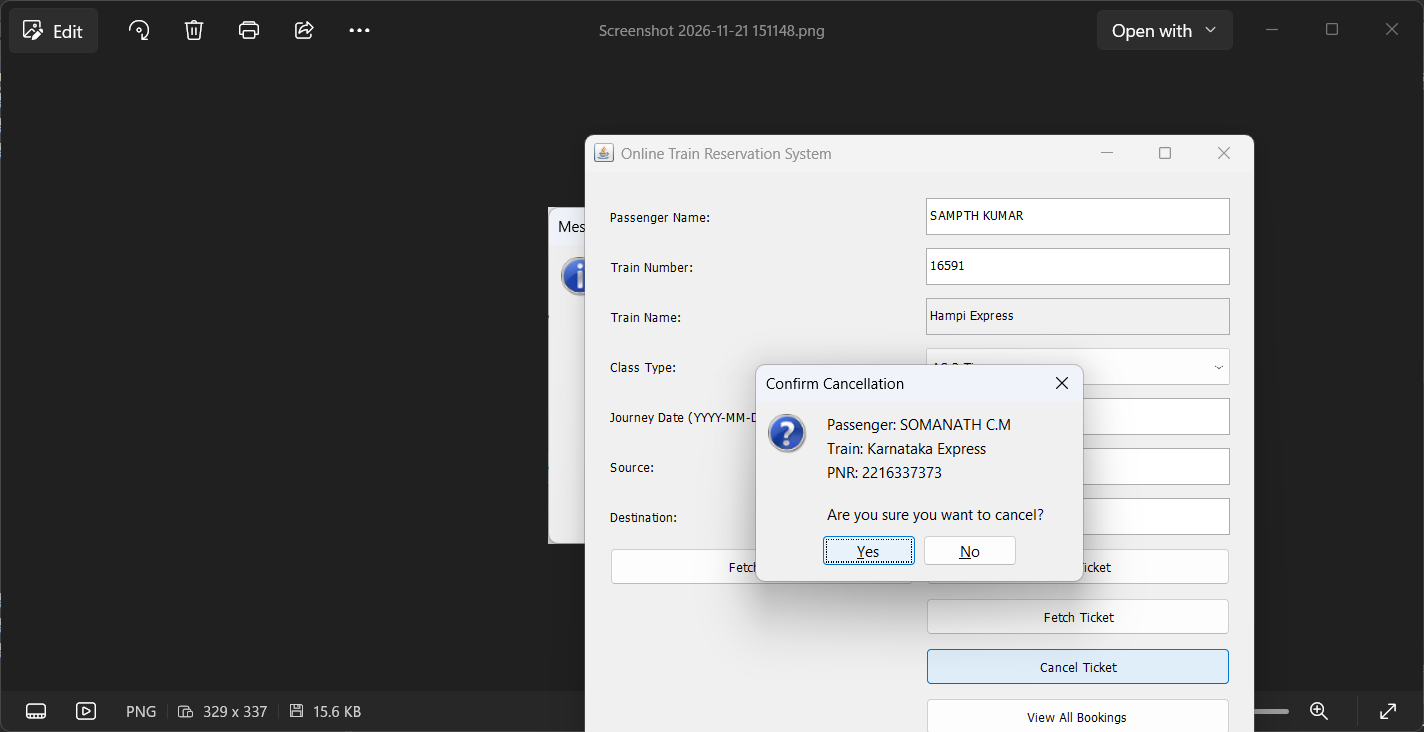 Edit
Screenshot 2026-11-21 151148.png
Open with
Online Train Reservation System
Passenger Name:
SAMPTH KUMAR
Mes
Train Number:
16591
Train Name:
Hampi Express
Class Type:
Confirm Cancellation
Passenger: SOMANATH C.M
Journey Date (YYYY-MM-D
Train: Karnataka Express
Source:
PNR: 2216337373
Destination:
Are you sure you want to cancel?
Yes
No
Fetch
Ticket
Fetch Ticket
Cancel Ticket
View All Bookings
PNG
329 x 337
15.6 KB